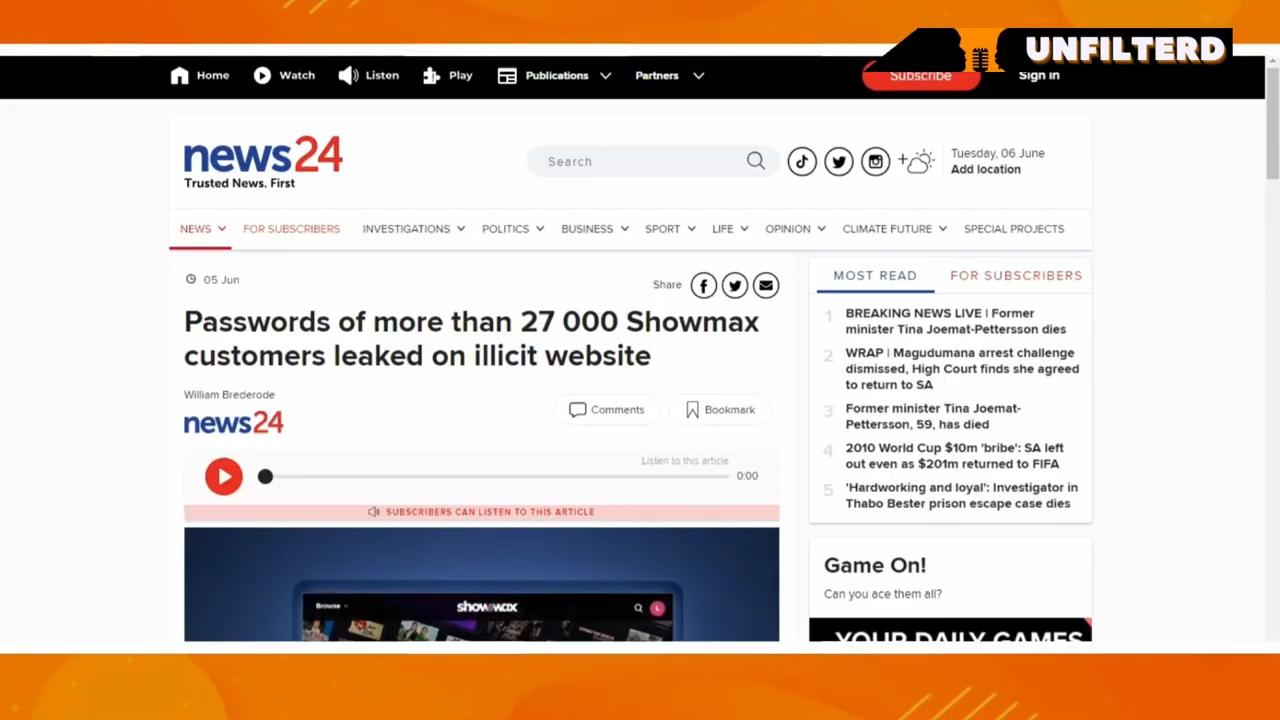 UNFILTERD
Home
Watch
Listen
Play
Publications
Partners
Subscribe
Sign In
news24
Trusted News. First
Search
Tuesday, 06 June
Add location
NEWS
FOR SUBSCRIBERS
INVESTIGATIONS
POLITICS
BUSINESS
SPORT
LIFE
OPINION
CLIMATE FUTURE
SPECIAL PROJECTS
05 Jun
Share
Passwords of more than 27 000 Showmax
customers leaked on illicit website
William Brederode
news24
Comments
Bookmark
Listen to this article
0:00
SUBSCRIBERS CAN LISTEN TO THIS ARTICLE
Browse
showmax
L
MOST READ
FOR SUBSCRIBERS
1
BREAKING NEWS LIVE | Former
minister Tina Joemat-Pettersson dies
2
WRAP | Magudumana arrest challenge
dismissed, High Court finds she agreed
to return to SA
3
Former minister Tina Joemat-
Pettersson, 59, has died
4
2010 World Cup $10m 'bribe': SA left
out even as $201m returned to FIFA
5
'Hardworking and loyal': Investigator in
Thabo Bester prison escape case dies
Game On!
Can you ace them all?
YOUR DAILY GAMES